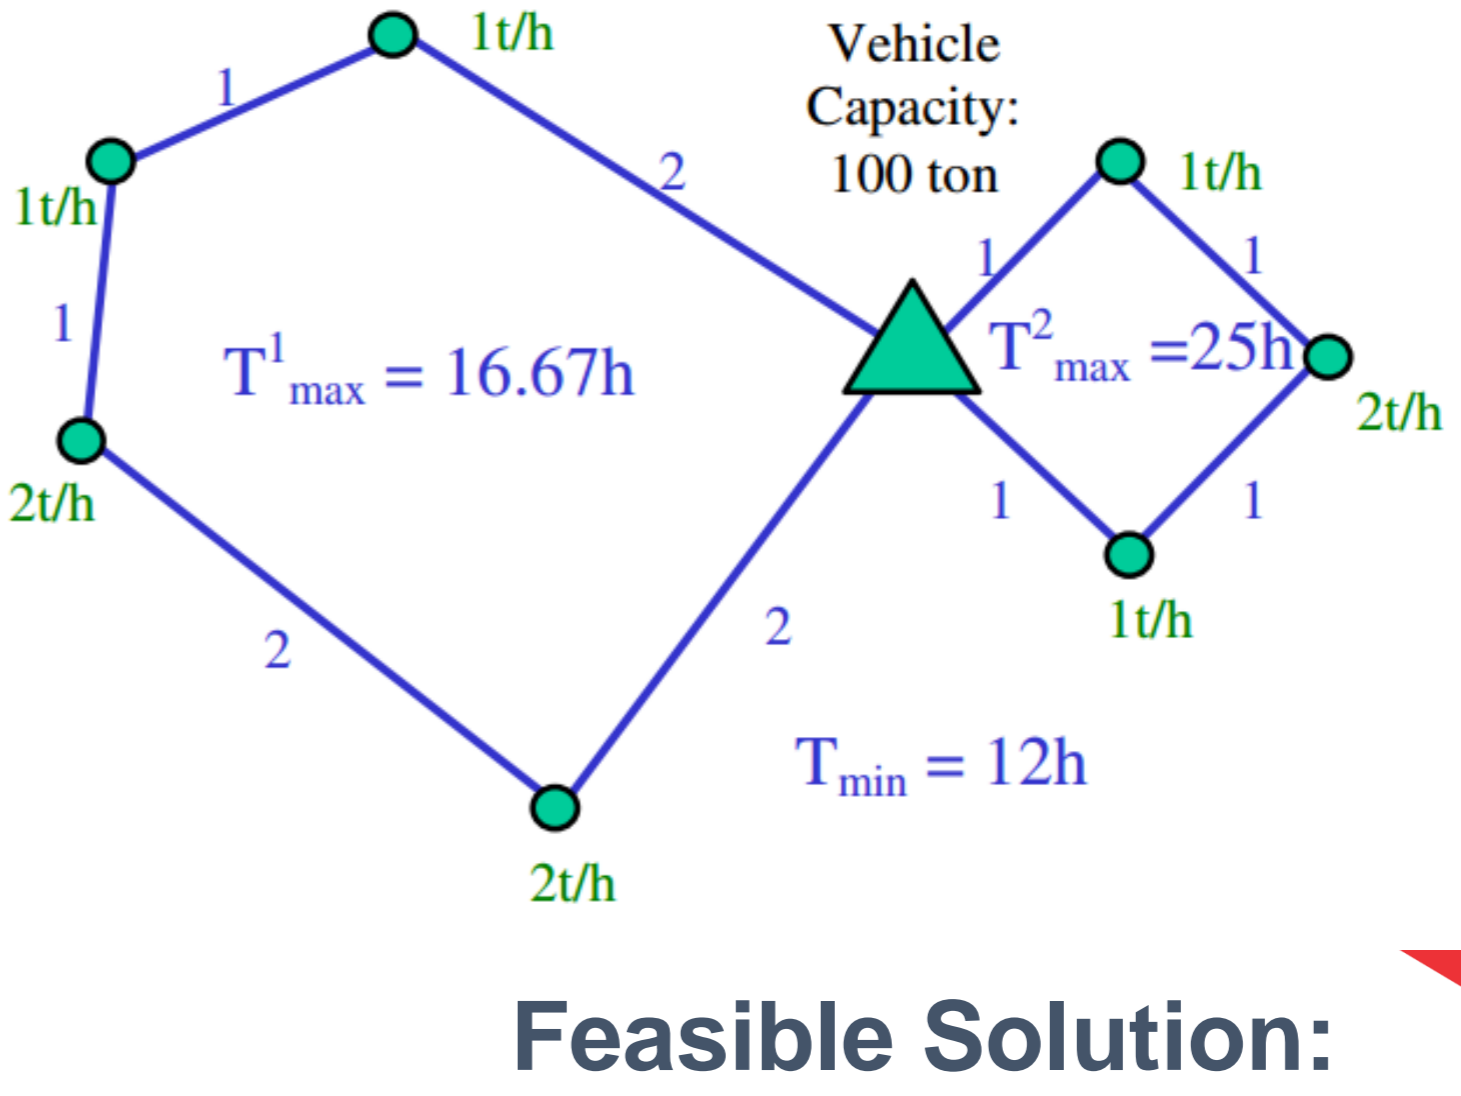 1t/h
Vehicle
Capacity:
100 ton
1
2
1t/h
1t/h
1
1
1
T¹max = 16.67h
T²max =25h
2t/h
2t/h
1
1
1t/h
2
2
Tmin = 12h
2t/h
Feasible Solution: